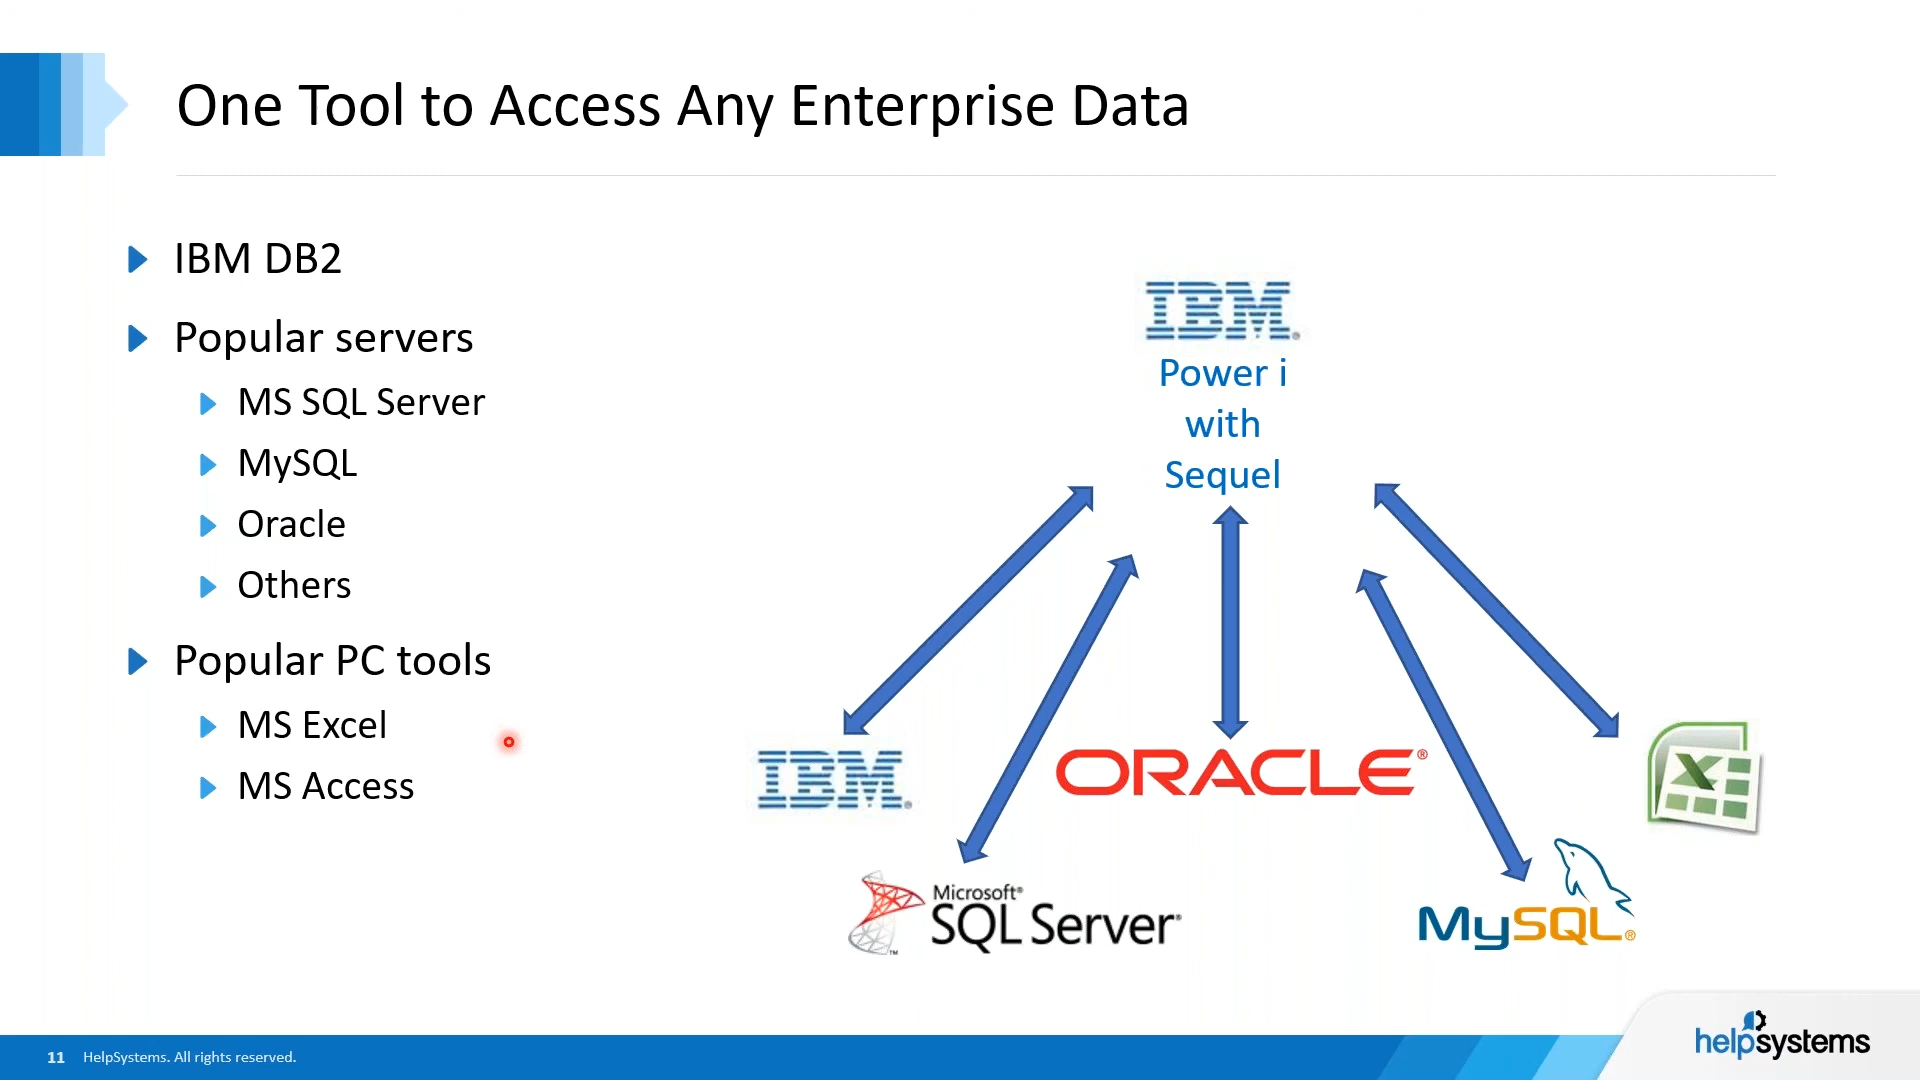 One Tool to Access Any Enterprise Data
IBM DB2
Popular servers
MS SQL Server
MySQL
Oracle
Others
Popular PC tools
MS Excel
MS Access
IBM®
Power i
with
Sequel
IBM®
ORACLE®
Microsoft®
SQL Server®
™
MySQL®
11 HelpSystems. All rights reserved.
helpsystems